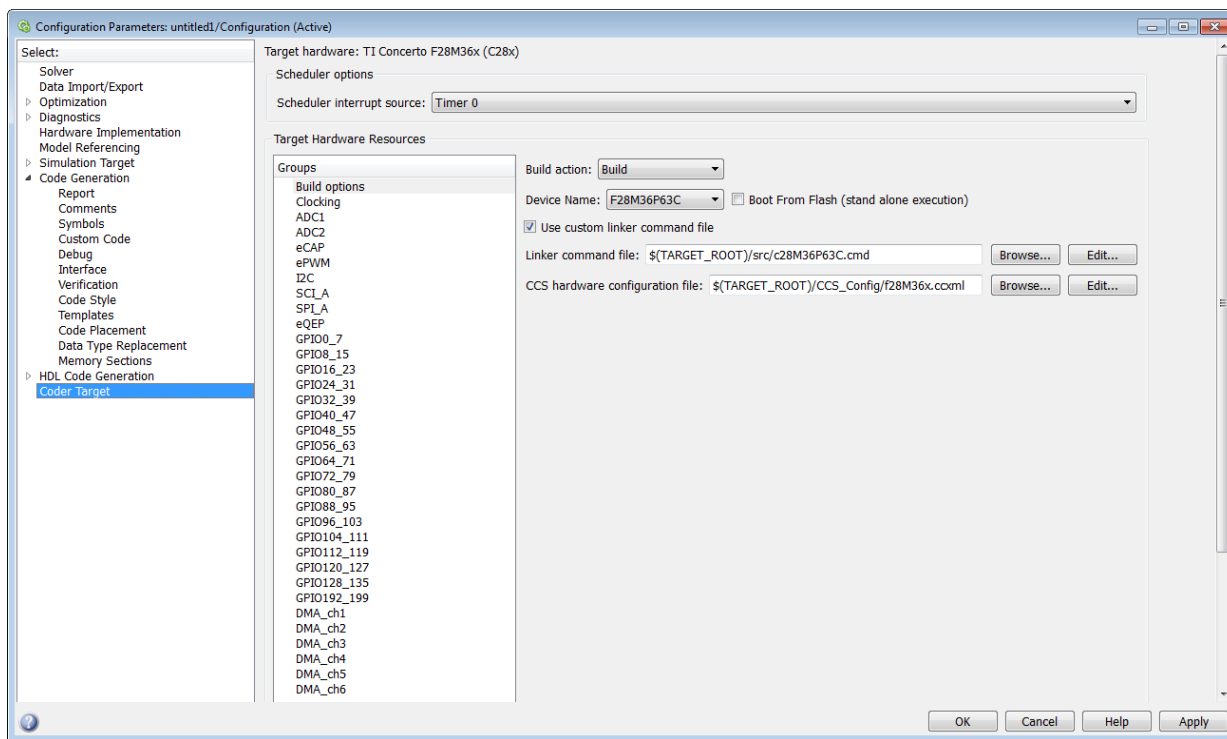 Configuration Parameters: untitled1/Configuration (Active)
Select:
Solver
Data Import/Export
Optimization
Diagnostics
Hardware Implementation
Model Referencing
Simulation Target
Code Generation
Report
Comments
Symbols
Custom Code
Debug
Interface
Verification
Code Style
Templates
Code Placement
Data Type Replacement
Memory Sections
HDL Code Generation
Coder Target
Target hardware: TI Concerto F28M36x (C28x)
Scheduler options
Scheduler interrupt source: Timer 0
Target Hardware Resources
Groups
Build options
Clocking
ADC1
ADC2
eCAP
ePWM
I2C
SCI_A
SPI_A
eQEP
GPIO0_7
GPIO8_15
GPIO16_23
GPIO24_31
GPIO32_39
GPIO40_47
GPIO48_55
GPIO56_63
GPIO64_71
GPIO72_79
GPIO80_87
GPIO88_95
GPIO96_103
GPIO104_111
GPIO112_119
GPIO120_127
GPIO128_135
GPIO192_199
DMA_ch1
DMA_ch2
DMA_ch3
DMA_ch4
DMA_ch5
DMA_ch6
Build action: Build
Device Name: F28M36P63C Boot From Flash (stand alone execution)
Use custom linker command file
Linker command file: $(TARGET_ROOT)/src/c28M36P63C.cmd Browse... Edit...
CCS hardware configuration file: $(TARGET_ROOT)/CCS_Config/f28M36x.ccxml Browse... Edit...
OK Cancel Help Apply